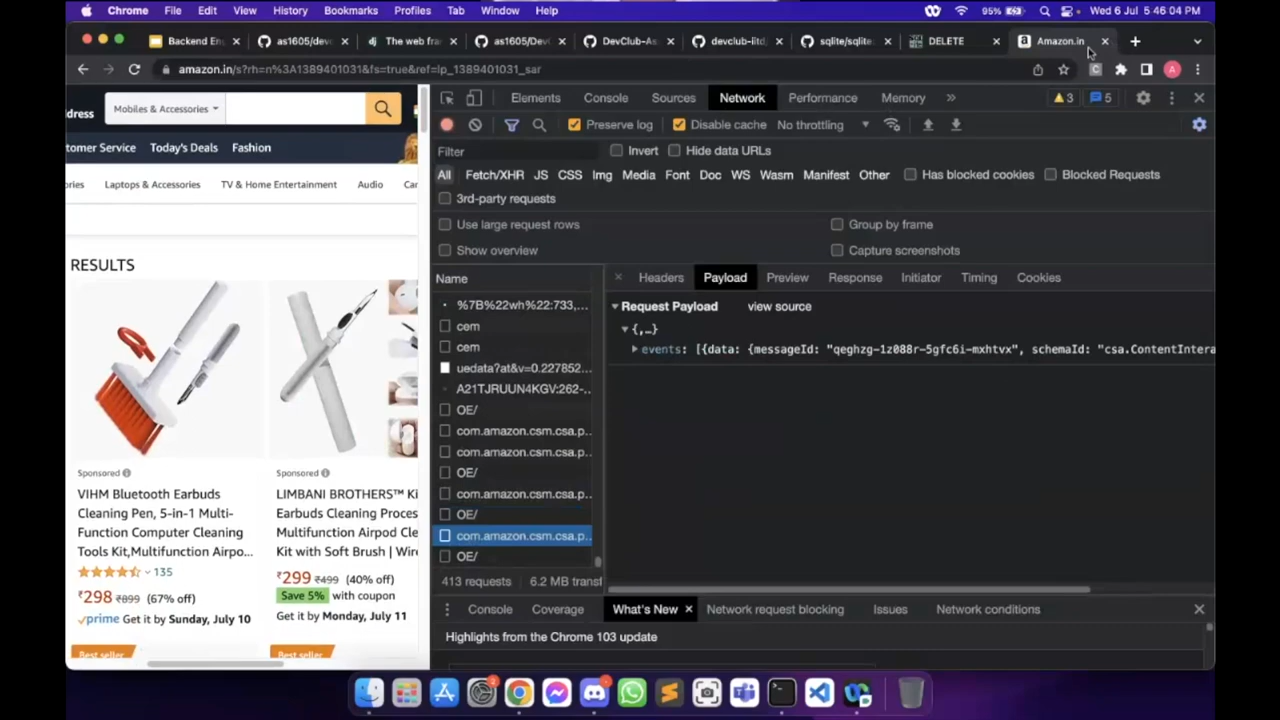 Chrome File Edit View History Bookmarks Profiles Tab Window Help 95% Wed 6 Jul 5:46:04 PM
Backend En as1605/dev The web fra as1605/Dev DevClub-As devclub-iitd/ sqlite/sqlite DELETE Amazon.in
amazon.in/s?rh=n%3A1389401031&fs=true&ref=lp_1389401031_sar
dress Mobiles & Accessories
tomer Service Today's Deals Fashion
ries Laptops & Accessories TV & Home Entertainment Audio Car
RESULTS
Sponsored
VIHM Bluetooth Earbuds
Cleaning Pen, 5-in-1 Multi-
Function Computer Cleaning
Tools Kit,Multifunction Airpo...
135
₹298 ₹899 (67% off)
prime Get it by Sunday, July 10
Best seller
Sponsored
LIMBANI BROTHERS™ Ki
Earbuds Cleaning Proces
Multifunction Airpod Cle
Kit with Soft Brush | Wire
₹299 ₹499 (40% off)
Save 5% with coupon
Get it by Monday, July 11
Best seller
Elements Console Sources Network Performance Memory » 3 5
Preserve log Disable cache No throttling
Filter Invert Hide data URLs
All Fetch/XHR JS CSS Img Media Font Doc WS Wasm Manifest Other Has blocked cookies Blocked Requests
3rd-party requests
Use large request rows Group by frame
Show overview Capture screenshots
Name
%7B%22wh%22:733,...
cem
cem
uedata?at&v=0.227852...
A21TJRUUN4KGV:262-...
OE/
com.amazon.csm.csa.p...
com.amazon.csm.csa.p...
OE/
com.amazon.csm.csa.p...
OE/
com.amazon.csm.csa.p...
OE/
413 requests 6.2 MB transf
Headers Payload Preview Response Initiator Timing Cookies
Request Payload view source
{,…}
events: [{data: {messageId: "qeghzg-1z088r-5gfc6i-mxhtvx", schemaId: "csa.ContentIntera
Console Coverage What's New Network request blocking Issues Network conditions
Highlights from the Chrome 103 update